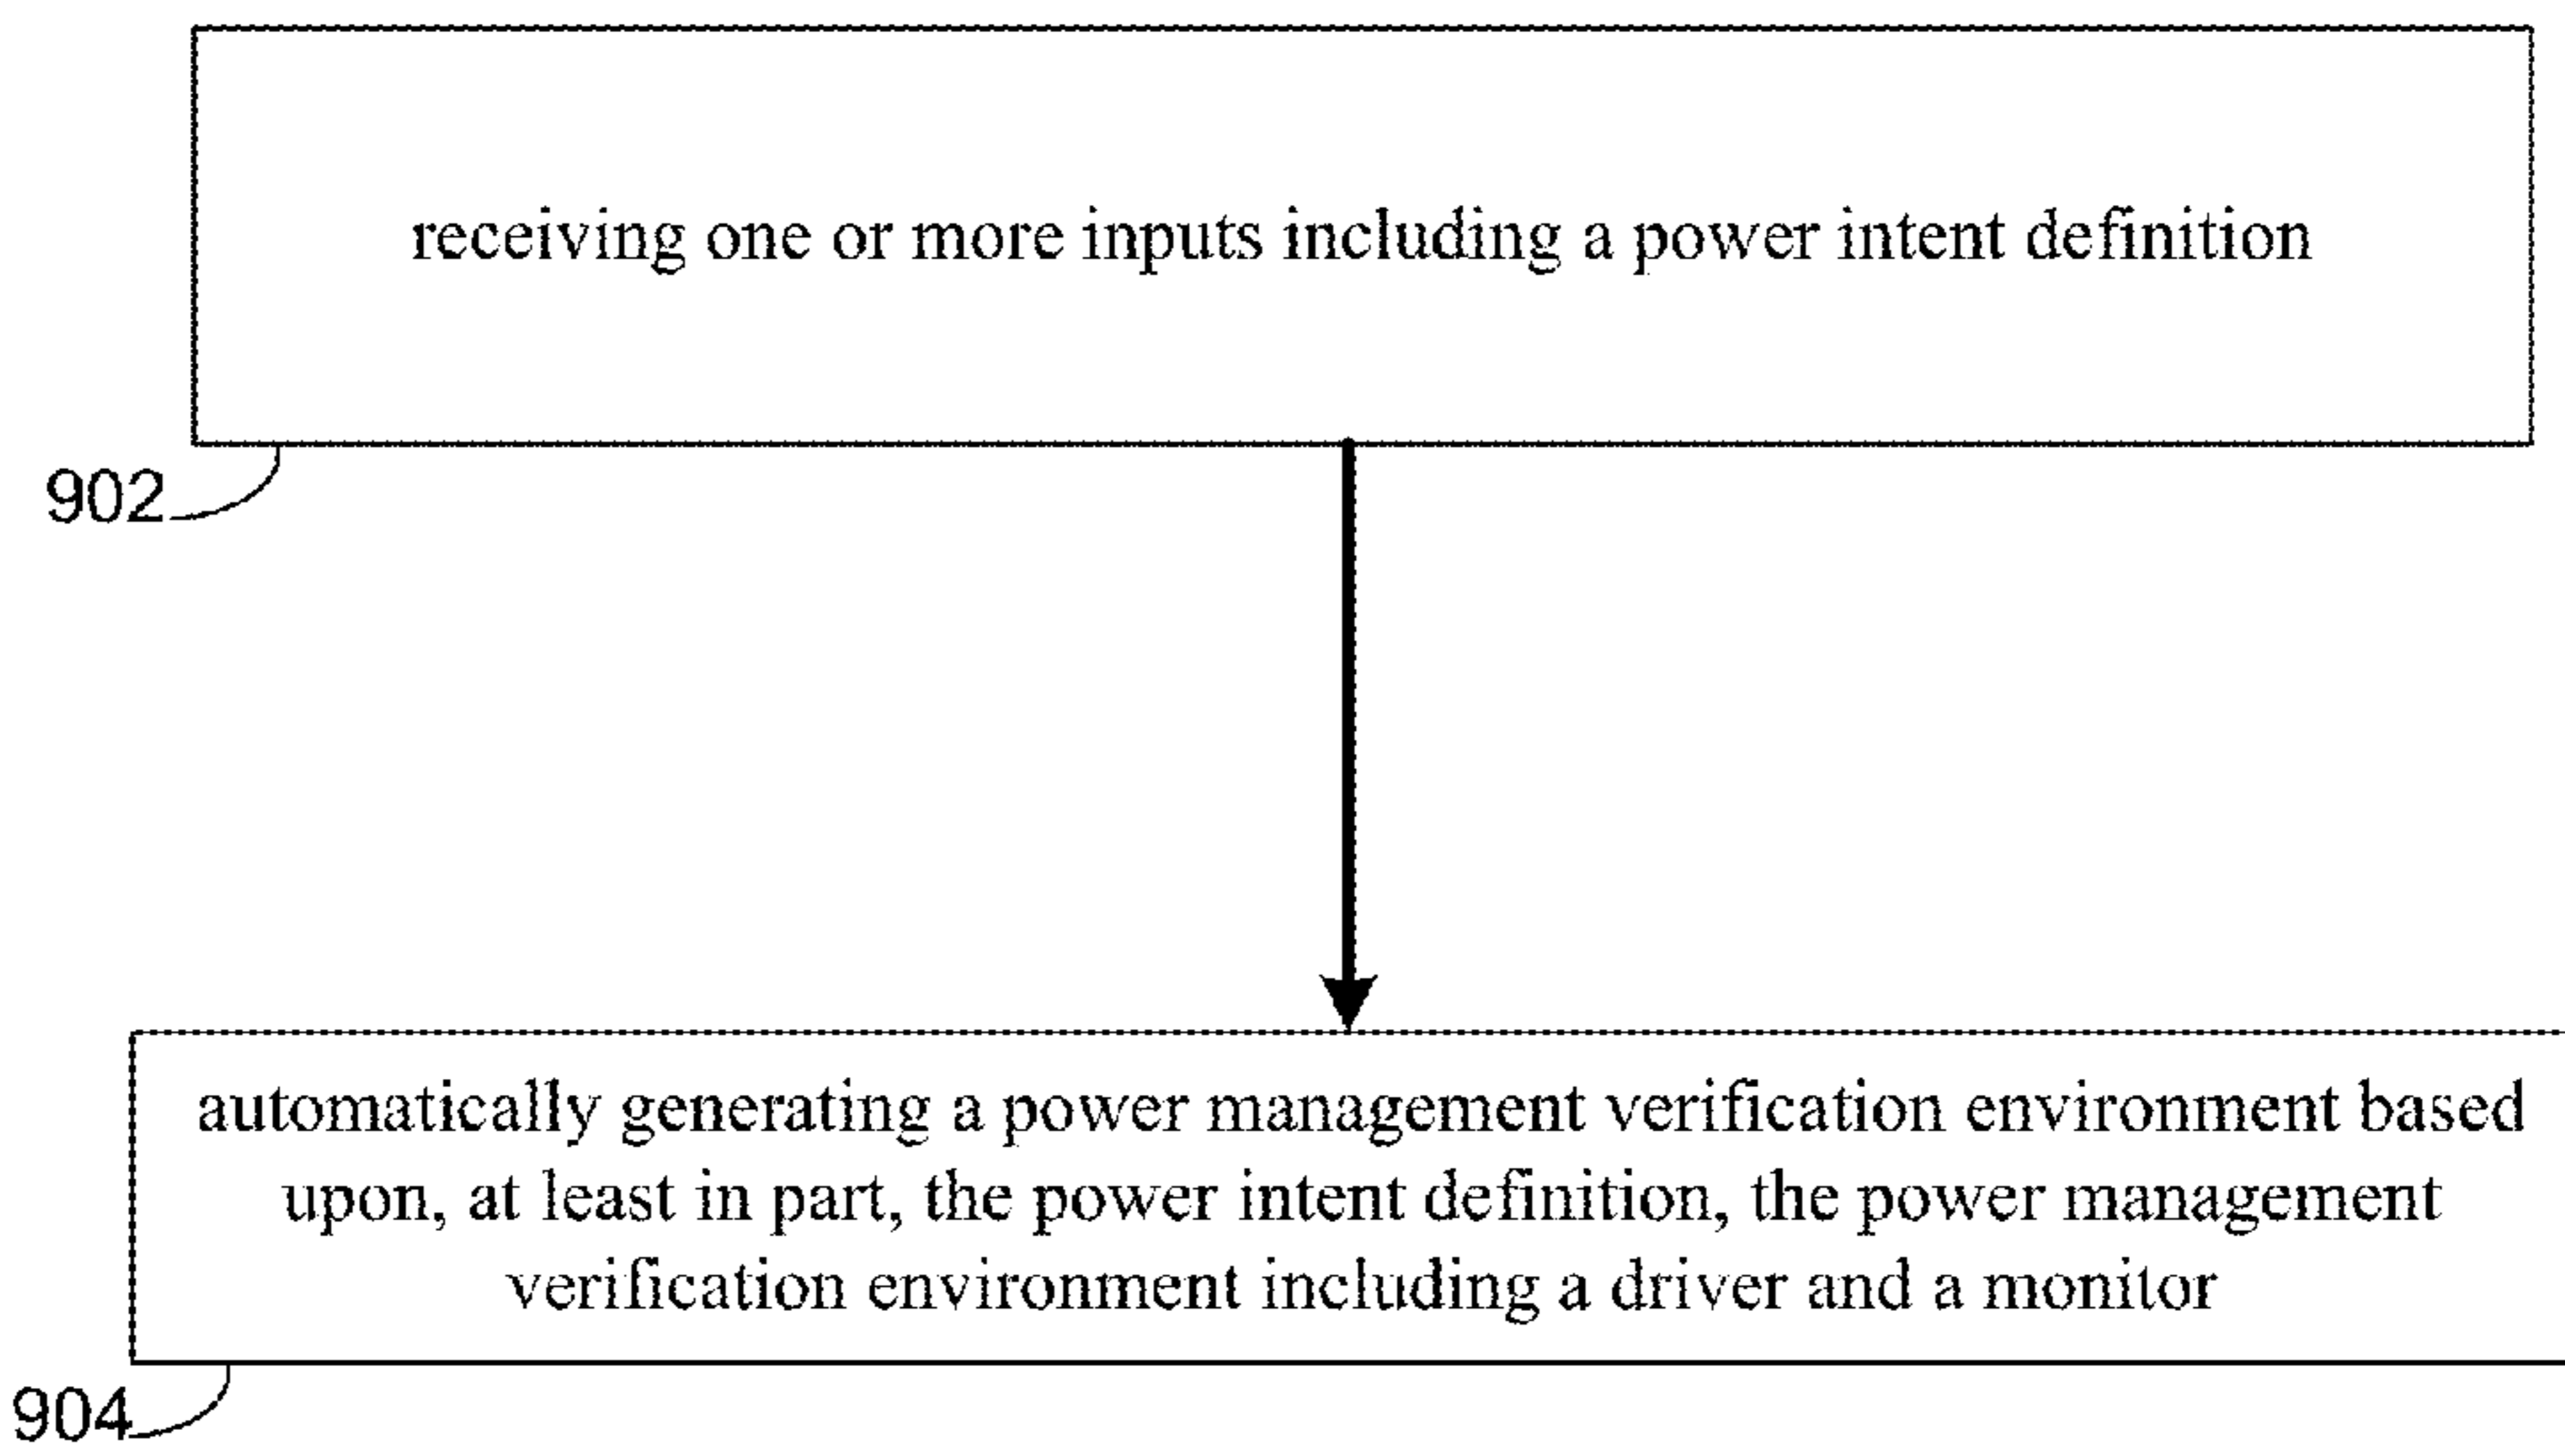 receiving one or more inputs including a power intent definition
902
automatically generating a power management verification environment based
upon, at least in part, the power intent definition, the power management
verification environment including a driver and a monitor
904